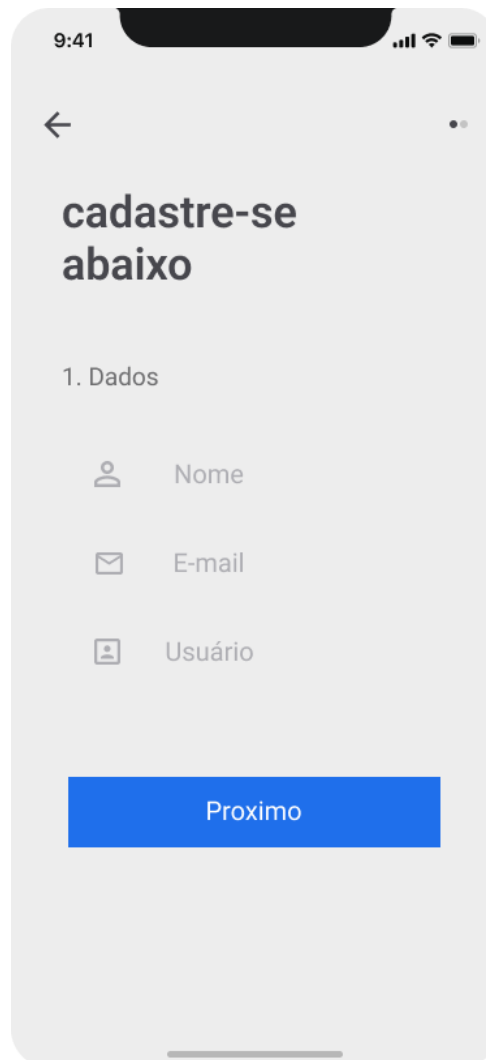 9:41
cadastre-se
abaixo
1. Dados
Nome
E-mail
Usuário
Proximo